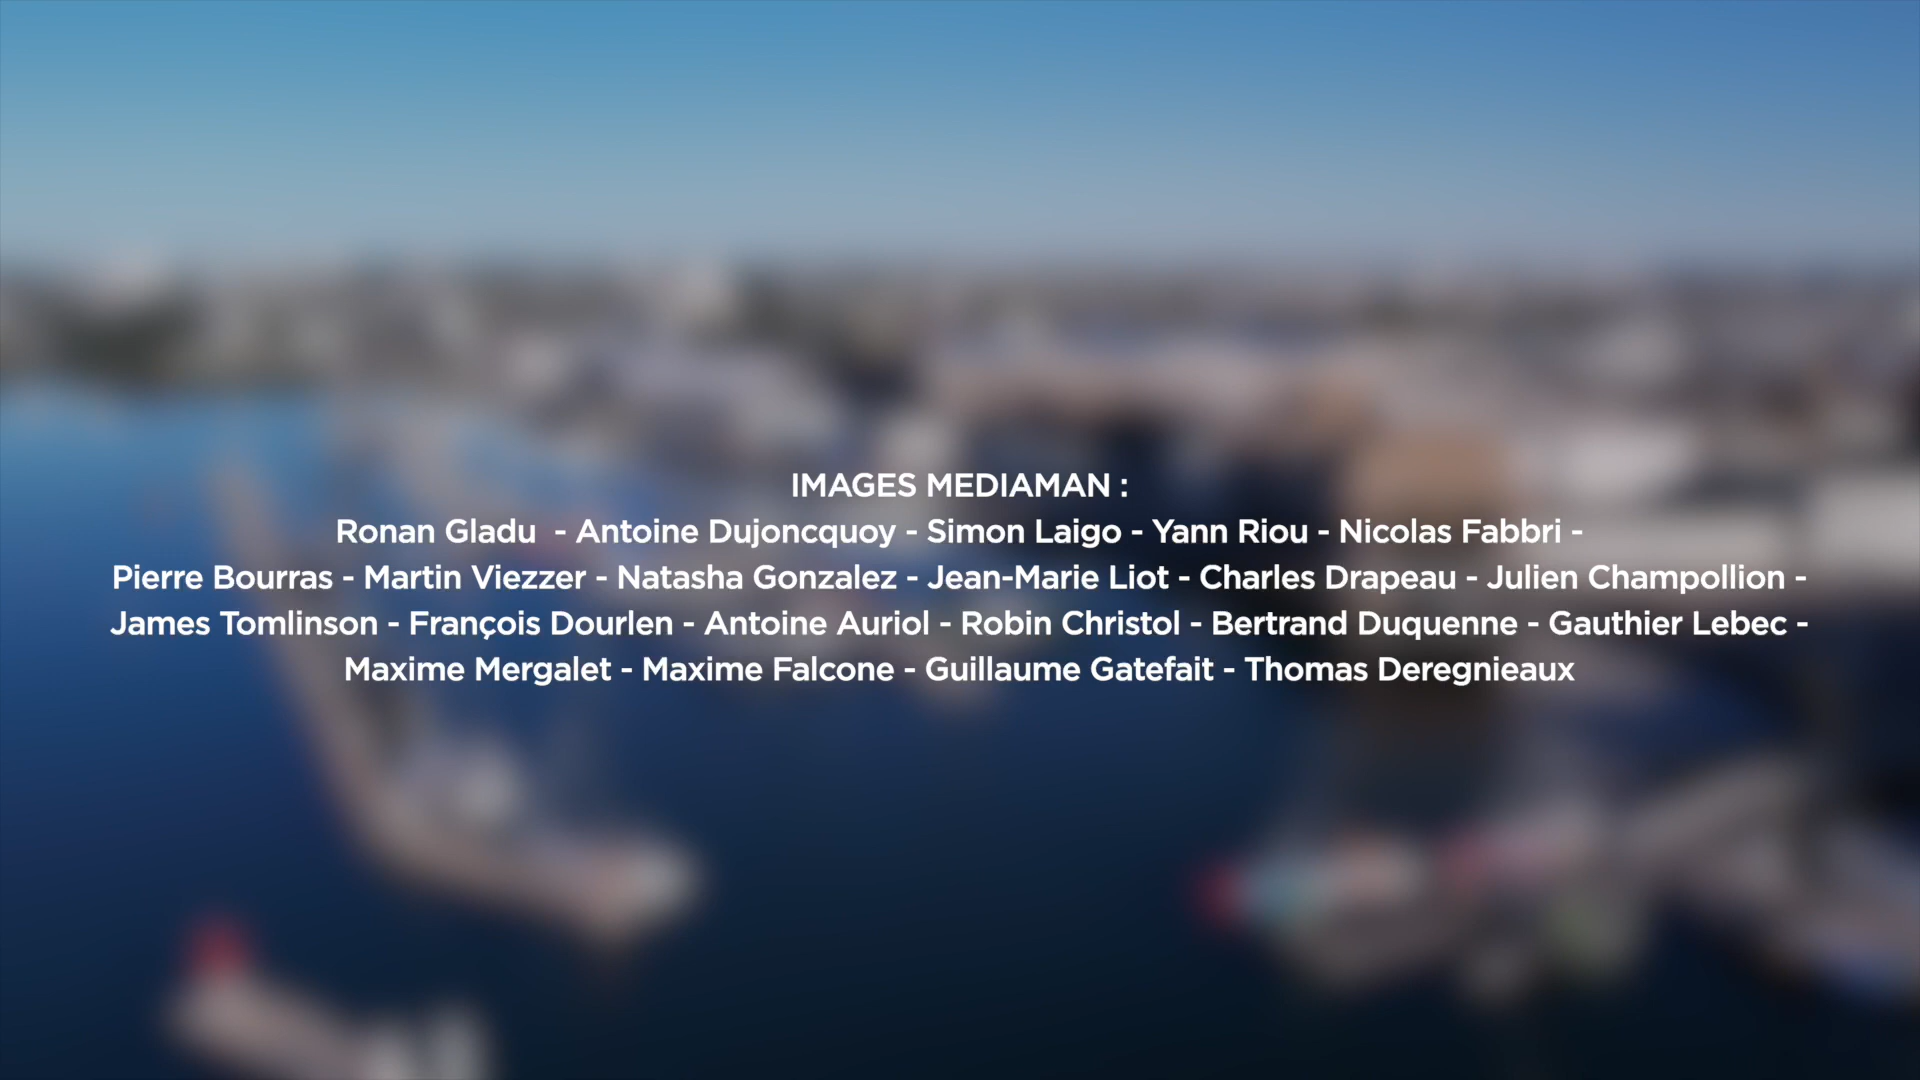 IMAGES MEDIAMAN :
Ronan Gladu  - Antoine Dujoncquoy - Simon Laigo - Yann Riou - Nicolas Fabbri -
Pierre Bourras - Martin Viezzer - Natasha Gonzalez - Jean-Marie Liot - Charles Drapeau - Julien Champollion -
James Tomlinson - François Dourlen - Antoine Auriol - Robin Christol - Bertrand Duquenne - Gauthier Lebec -
Maxime Mergalet - Maxime Falcone - Guillaume Gatefait - Thomas Deregnieaux